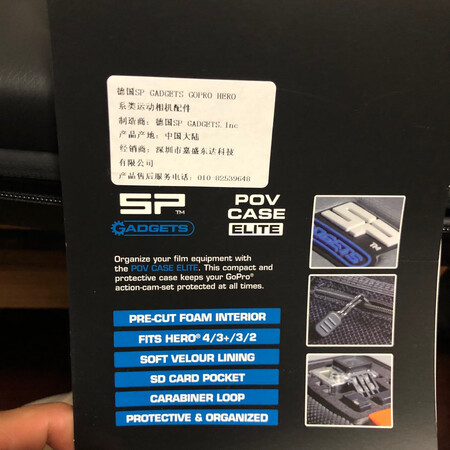 德国SP GADGETS GOPRO HERO
系类运动相机配件
制造商：德国SP GADGETS.Inc
产品产地：中国大陆
经销商：深圳市嘉盛东达科技
有限公司
产品售后服务电话：010-82539648
SP™
GADGETS
POV
CASE
ELITE
Organize your film equipment with
the POV CASE ELITE. This compact and
protective case keeps your GoPro®
action-cam-set protected at all times.
PRE-CUT FOAM INTERIOR
FITS HERO® 4/3+/3/2
SOFT VELOUR LINING
SD CARD POCKET
CARABINER LOOP
PROTECTIVE & ORGANIZED
SP™
GADGETS